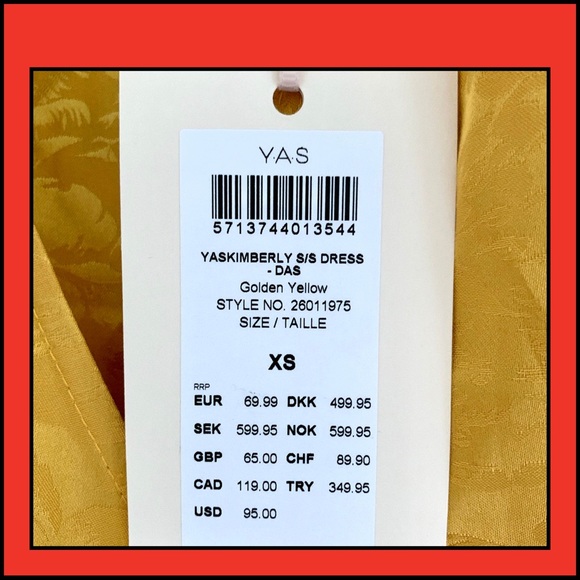 Y.A.S
5713744013544
YASKIMBERLY S/S DRESS
- DAS
Golden Yellow
STYLE NO. 26011975
SIZE / TAILLE
XS
RRP
EUR 69.99 DKK 499.95
SEK 599.95 NOK 599.95
GBP 65.00 CHF 89.90
CAD 119.00 TRY 349.95
USD 95.00